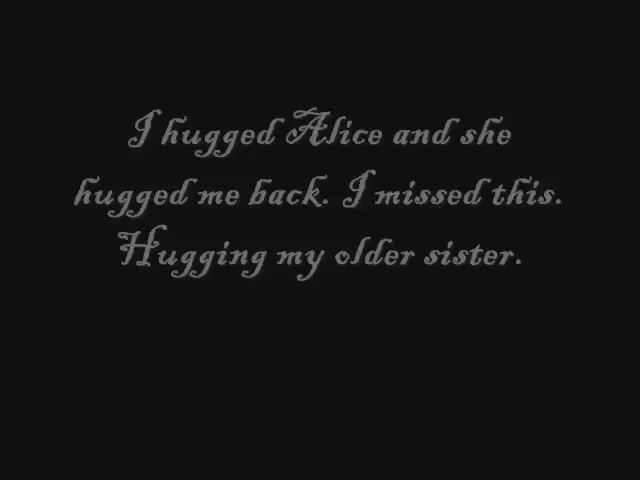 I hugged Alice and she
hugged me back. I missed this.
Hugging my older sister.